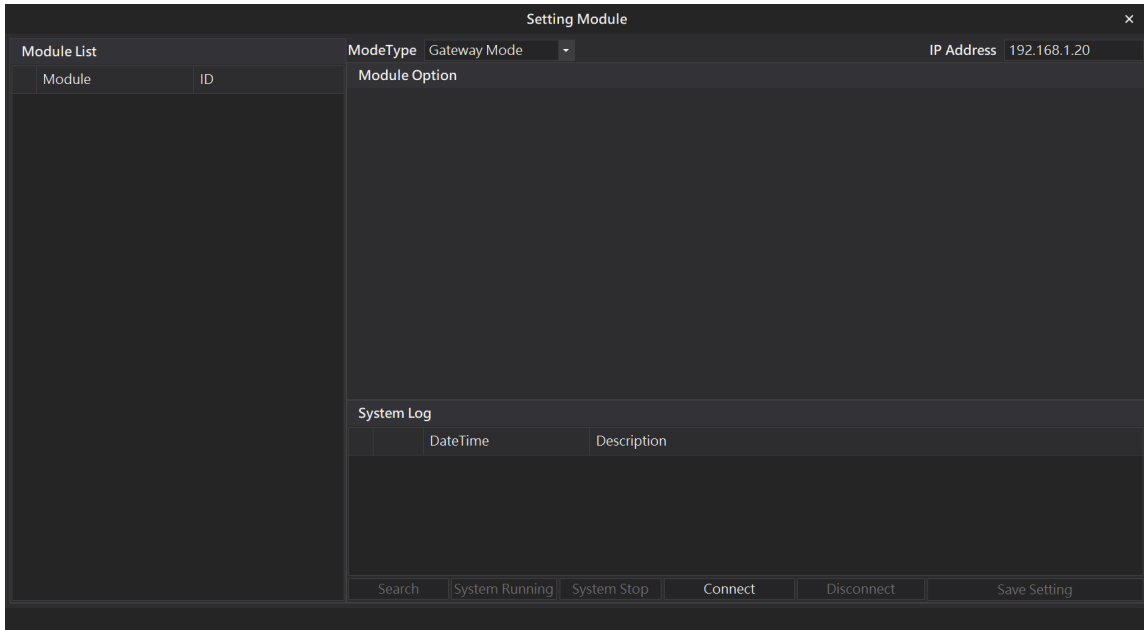 Setting Module ×
Module List
Module ID
ModeType Gateway Mode
IP Address 192.168.1.20
Module Option
System Log
DateTime Description
Search System Running System Stop Connect Disconnect Save Setting